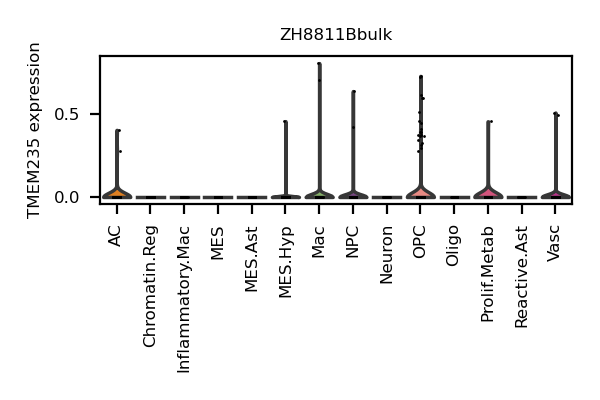 ZH8811Bbulk
TMEM235 expression
0.5
0.0
AC
Chromatin.Reg
Inflammatory.Mac
MES
MES.Ast
MES.Hyp
Mac
NPC
Neuron
OPC
Oligo
Prolif.Metab
Reactive.Ast
Vasc